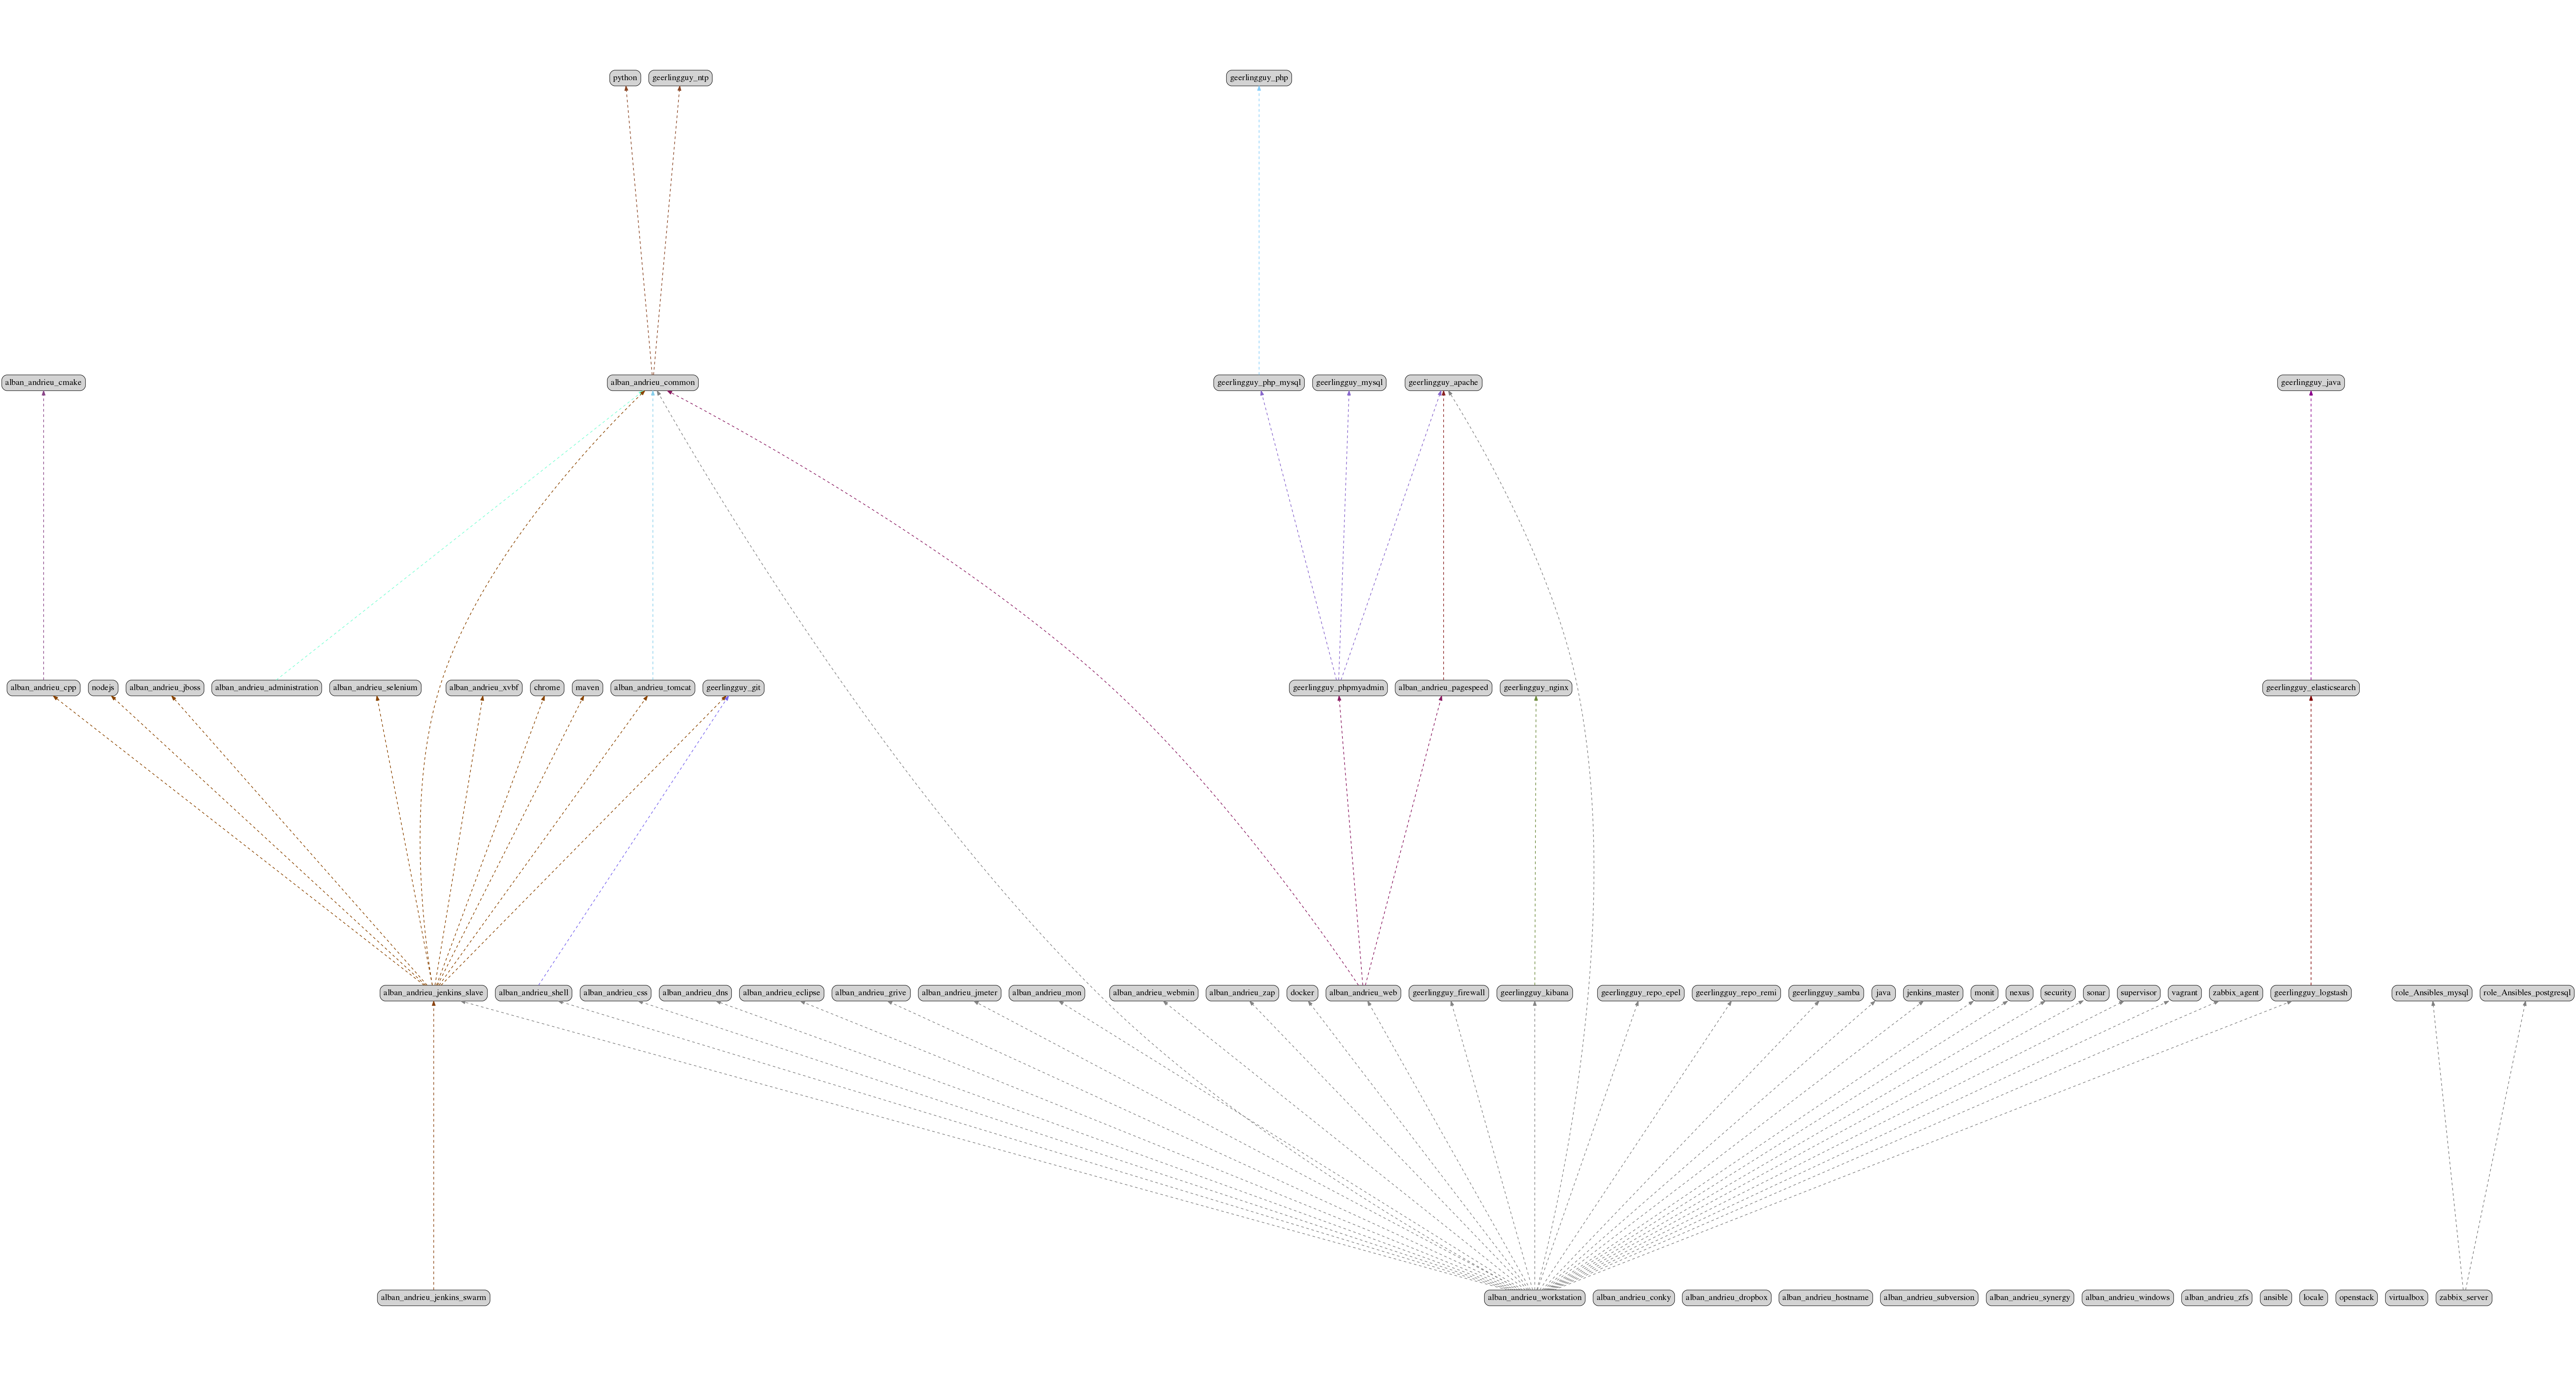 python
geerlingguy_ntp
geerlingguy_php
alban_andrieu_cmake
alban_andrieu_common
geerlingguy_php_mysql
geerlingguy_mysql
geerlingguy_apache
geerlingguy_java
alban_andrieu_cpp
nodejs
alban_andrieu_jboss
alban_andrieu_administration
alban_andrieu_selenium
alban_andrieu_xvbf
chrome
maven
alban_andrieu_tomcat
geerlingguy_git
geerlingguy_phpmyadmin
alban_andrieu_pagespeed
geerlingguy_nginx
geerlingguy_elasticsearch
alban_andrieu_jenkins_slave
alban_andrieu_shell
alban_andrieu_css
alban_andrieu_dns
alban_andrieu_eclipse
alban_andrieu_grive
alban_andrieu_jmeter
alban_andrieu_mon
alban_andrieu_webmin
alban_andrieu_zap
docker
alban_andrieu_web
geerlingguy_firewall
geerlingguy_kibana
geerlingguy_repo_epel
geerlingguy_repo_remi
geerlingguy_samba
java
jenkins_master
monit
nexus
security
sonar
supervisor
vagrant
zabbix_agent
geerlingguy_logstash
role_Ansibles_mysql
role_Ansibles_postgresql
alban_andrieu_jenkins_swarm
alban_andrieu_workstation
alban_andrieu_conky
alban_andrieu_dropbox
alban_andrieu_hostname
alban_andrieu_subversion
alban_andrieu_synergy
alban_andrieu_windows
alban_andrieu_zfs
ansible
locale
openstack
virtualbox
zabbix_server